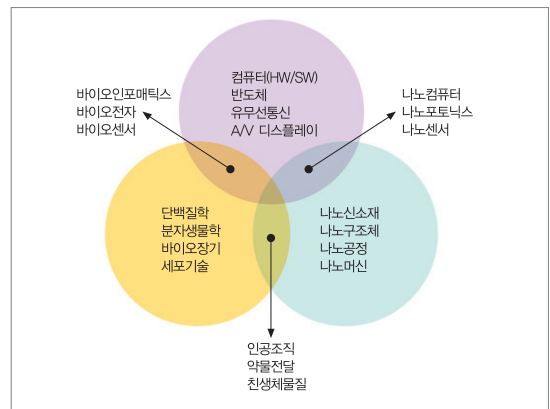 컴퓨터(HW/SW)
반도체
유무선통신
A/V 디스플레이
바이오인포매틱스
바이오전자
바이오센서
나노컴퓨터
나노포토닉스
나노센서
단백질학
분자생물학
바이오장기
세포기술
나노신소재
나노구조체
나노공정
나노머신
인공조직
약물전달
친생체물질